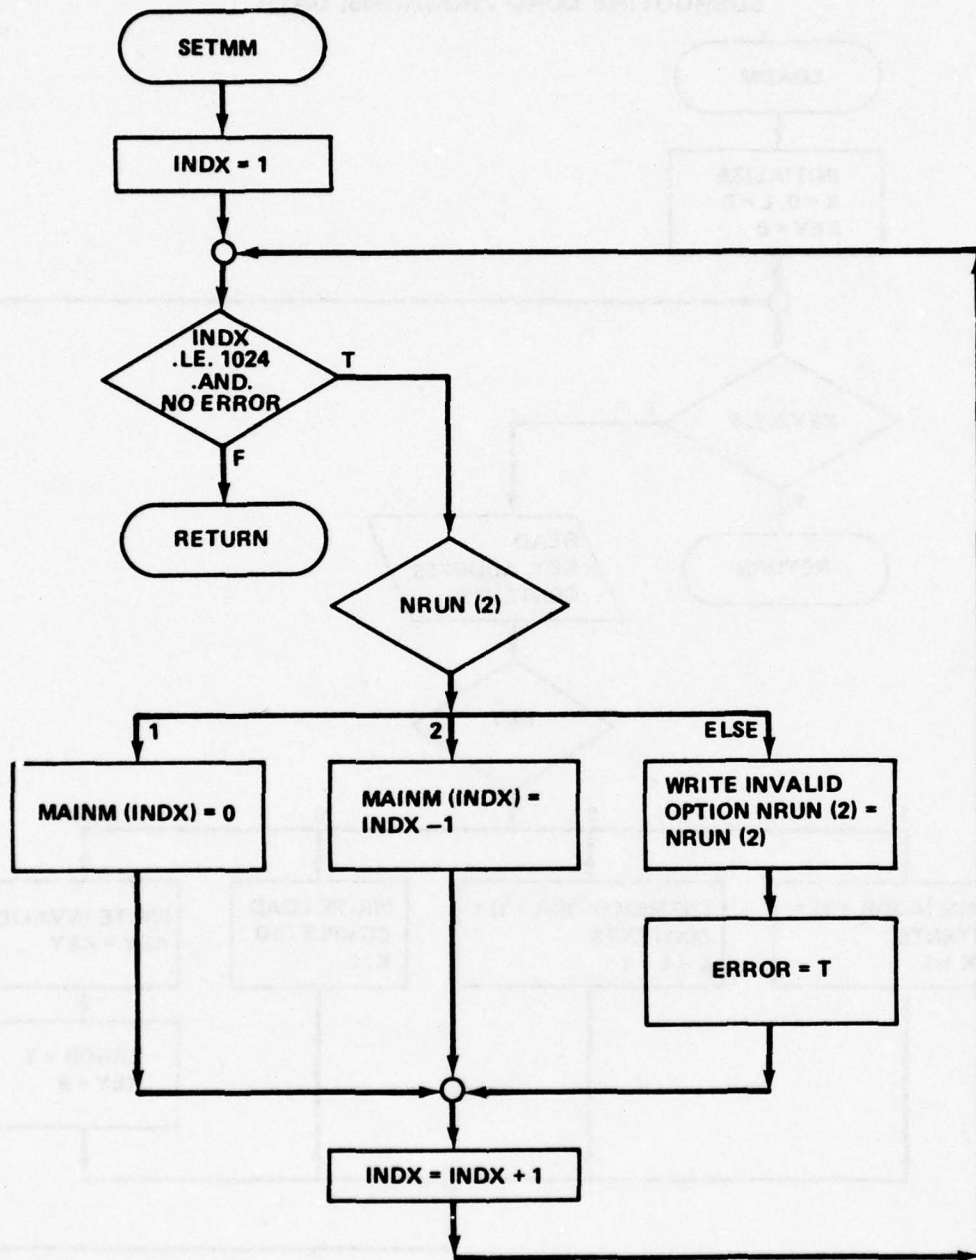 SETMM
INDX = 1
INDX
.LE. 1024
.AND.
NO ERROR
T
F
RETURN
NRUN (2)
1
2
ELSE
MAINM (INDX) = 0
MAINM (INDX) =
INDX –1
WRITE INVALID
OPTION NRUN (2) =
NRUN (2)
ERROR = T
INDX = INDX + 1